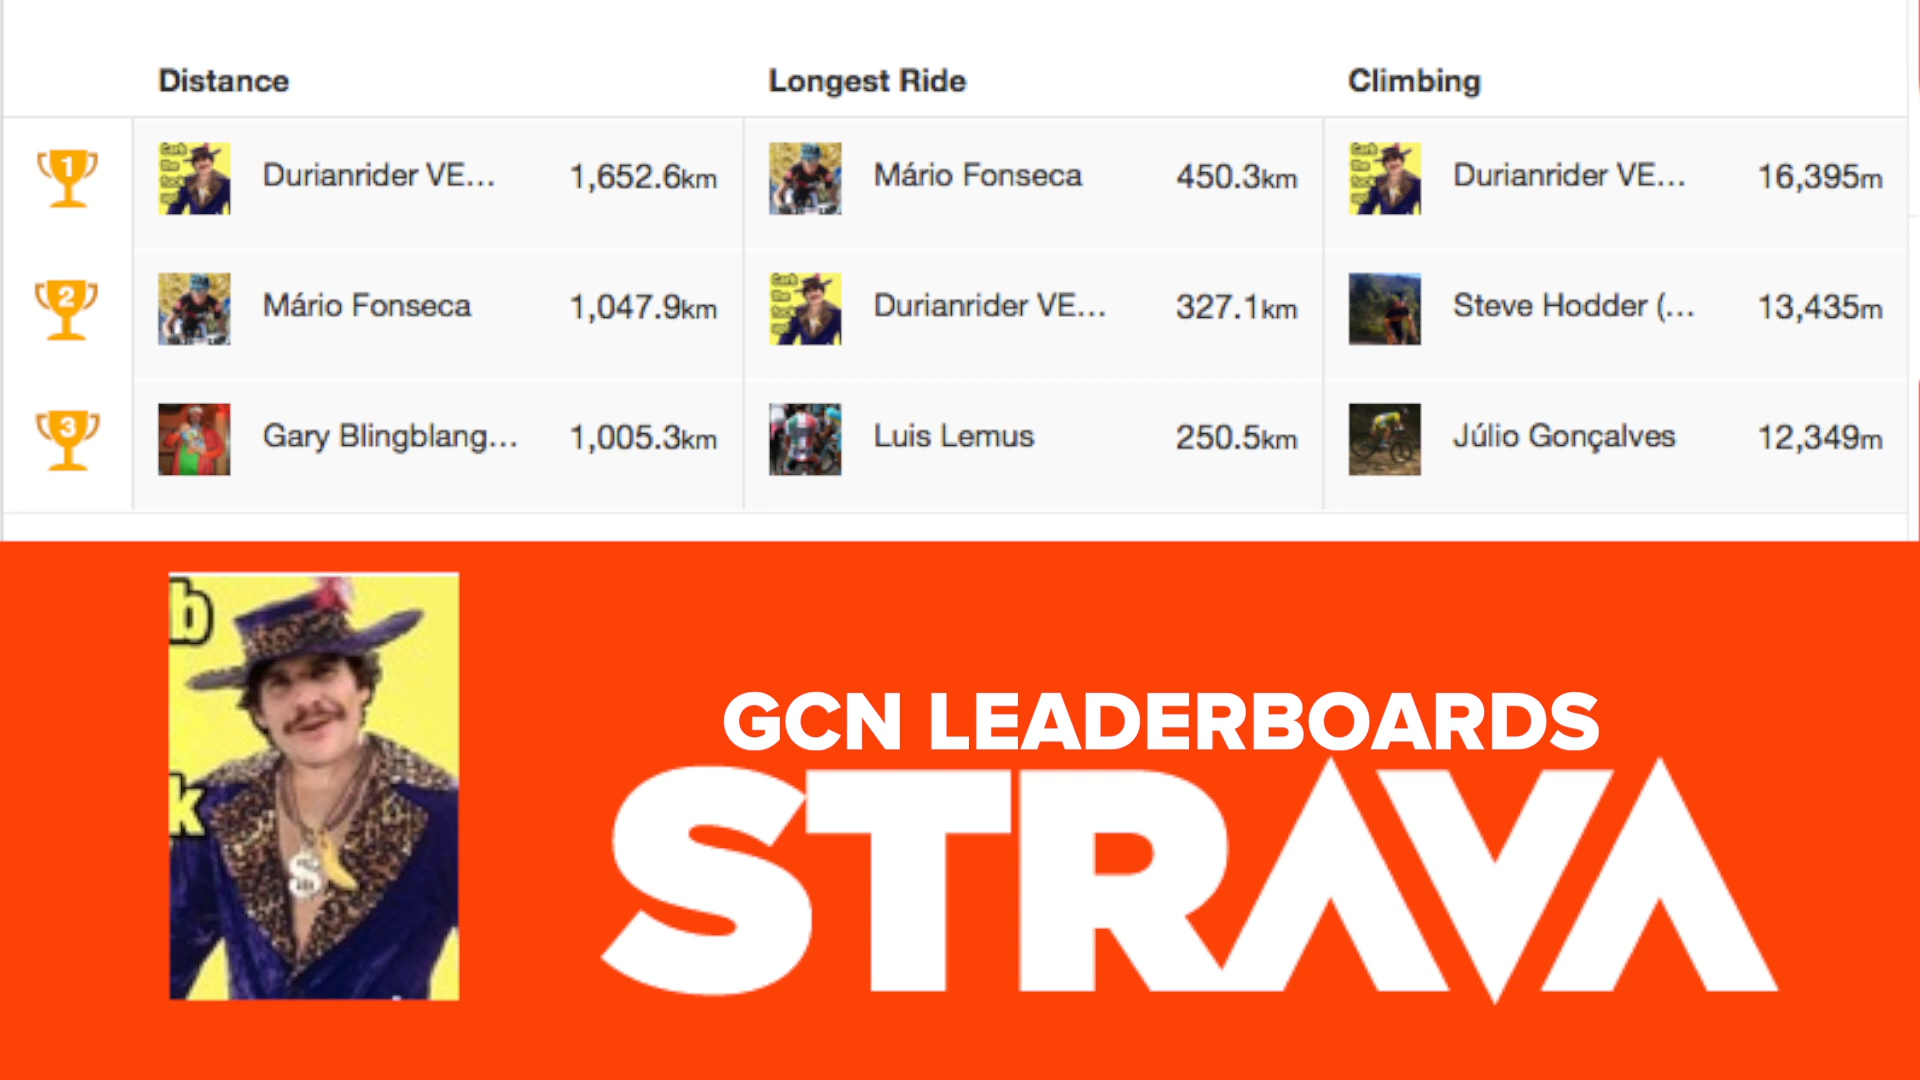 Distance Longest Ride Climbing
1 Durianrider VE... 1,652.6km Mário Fonseca 450.3km Durianrider VE... 16,395m
2 Mário Fonseca 1,047.9km Durianrider VE... 327.1km Steve Hodder (... 13,435m
3 Gary Blingblang... 1,005.3km Luis Lemus 250.5km Júlio Gonçalves 12,349m
b
k
$
GCN LEADERBOARDS
STRAVA